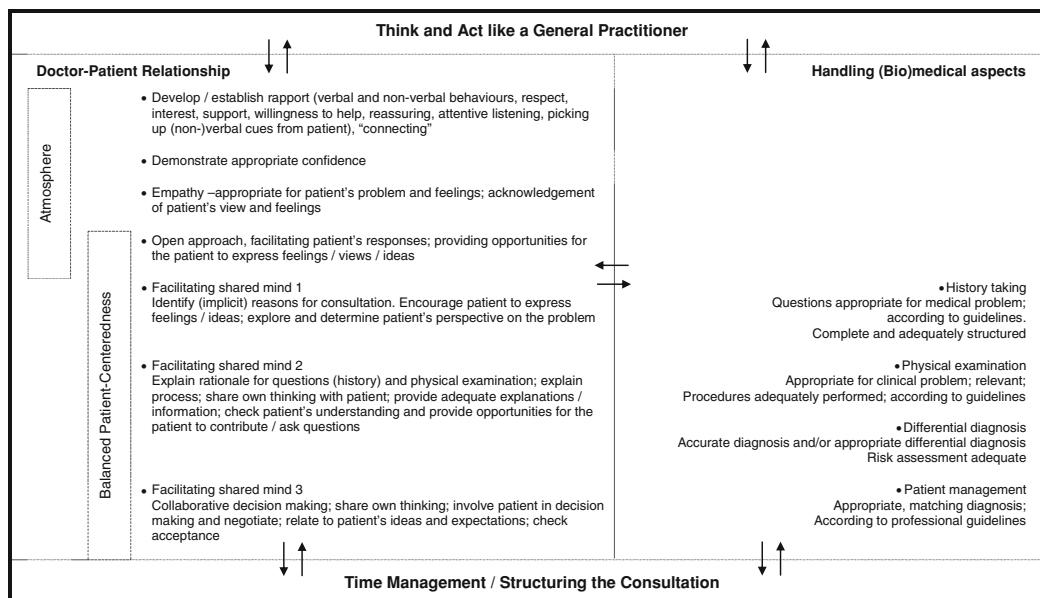 Think and Act like a General Practitioner
Doctor-Patient Relationship
Atmosphere
Balanced Patient-Centeredness
• Develop / establish rapport (verbal and non-verbal behaviours, respect,
interest, support, willingness to help, reassuring, attentive listening, picking
up (non-)verbal cues from patient), “connecting”
• Demonstrate appropriate confidence
• Empathy –appropriate for patient’s problem and feelings; acknowledgement
of patient’s view and feelings
• Open approach, facilitating patient’s responses; providing opportunities for
the patient to express feelings / views / ideas
• Facilitating shared mind 1
Identify (implicit) reasons for consultation. Encourage patient to express
feelings / ideas; explore and determine patient’s perspective on the problem
• Facilitating shared mind 2
Explain rationale for questions (history) and physical examination; explain
process; share own thinking with patient; provide adequate explanations /
information; check patient’s understanding and provide opportunities for the
patient to contribute / ask questions
• Facilitating shared mind 3
Collaborative decision making; share own thinking; involve patient in decision
making and negotiate; relate to patient’s ideas and expectations; check
acceptance
Handling (Bio)medical aspects
• History taking
Questions appropriate for medical problem;
according to guidelines.
Complete and adequately structured
• Physical examination
Appropriate for clinical problem; relevant;
Procedures adequately performed; according to guidelines
• Differential diagnosis
Accurate diagnosis and/or appropriate differential diagnosis
Risk assessment adequate
• Patient management
Appropriate, matching diagnosis;
According to professional guidelines
Time Management / Structuring the Consultation